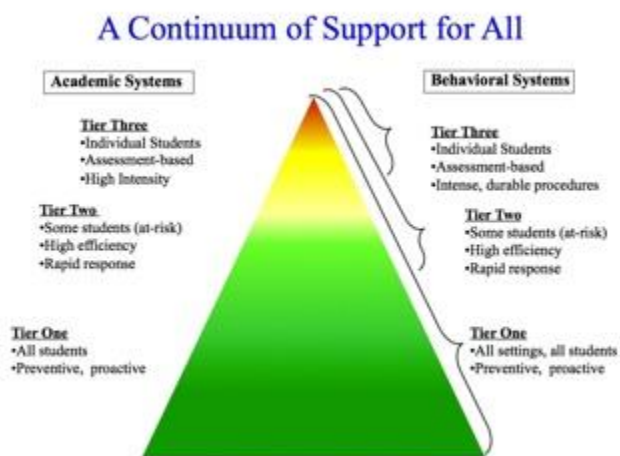 A Continuum of Support for All
Academic Systems
Behavioral Systems
Tier Three
•Individual Students
•Assessment-based
•High Intensity
Tier Three
•Individual Students
•Assessment-based
•Intense, durable procedures
Tier Two
•Some students (at-risk)
•High efficiency
•Rapid response
Tier Two
•Some students (at-risk)
•High efficiency
•Rapid response
Tier One
•All students
•Preventive, proactive
Tier One
•All settings, all students
•Preventive, proactive